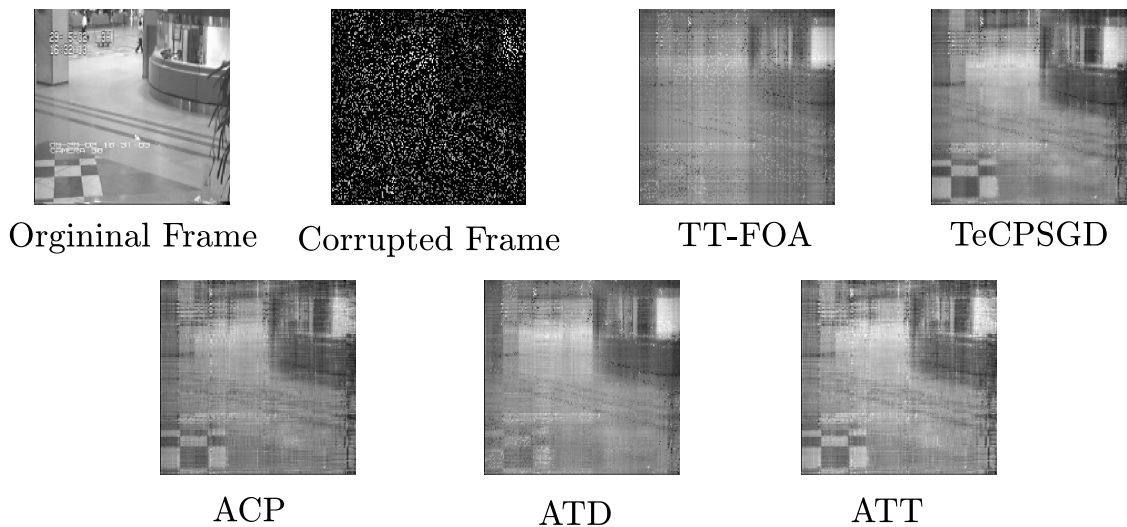 Orgininal Frame
Corrupted Frame
TT-FOA
TeCPSGD
ACP
ATD
ATT